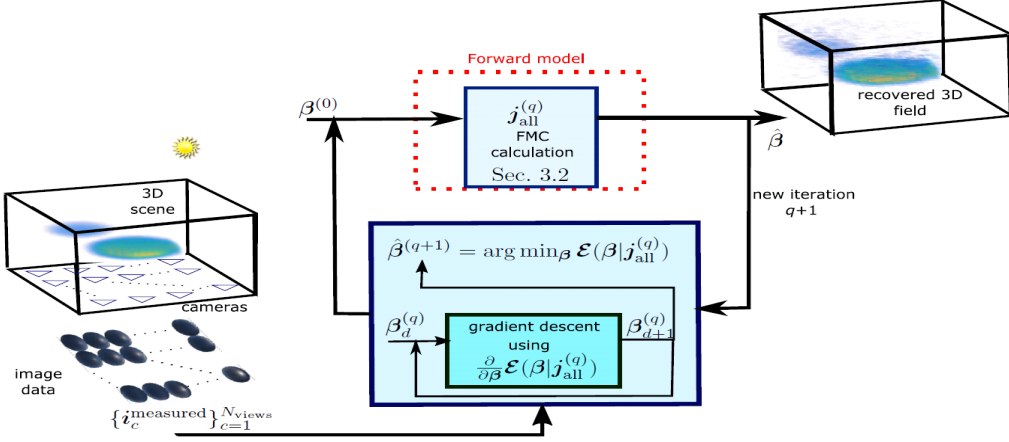 Forward model
β^(0)
j_all^(q)
FMC
calculation
Sec. 3.2
recovered 3D
field
β̂
new iteration
q+1
3D
scene
cameras
image
data
{i_c^measured}_{c=1}^{N_views}
β̂^(q+1) = arg min_β ℰ(β|j_all^(q))
β_d^(q)
gradient descent
using
∂/∂β ℰ(β|j_all^(q))
β_{d+1}^(q)